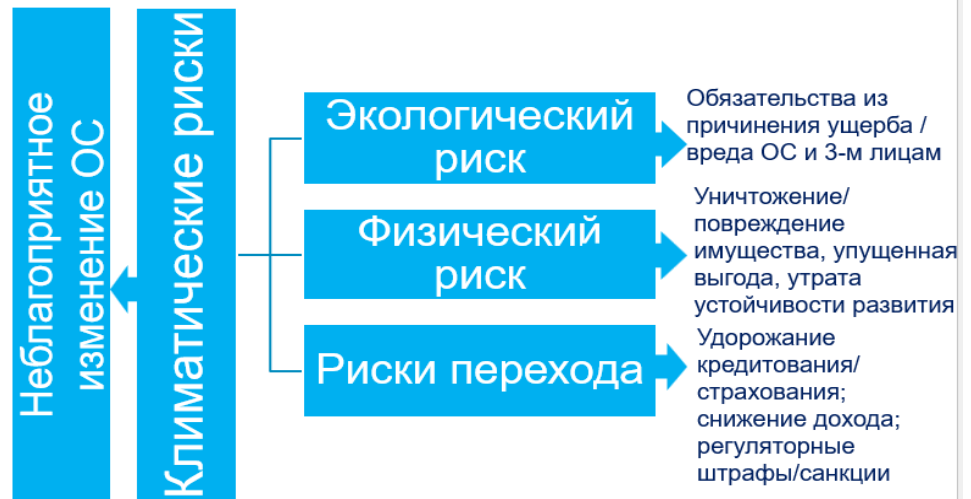 Неблагоприятное
изменение ОС
Климатические риски
Экологический
риск
Обязательства из
причинения ущерба /
вреда ОС и 3-м лицам
Физический
риск
Уничтожение/
повреждение
имущества, упущенная
выгода, утрата
устойчивости развития
Риски перехода
Удорожание
кредитования/
страхования;
снижение дохода;
регуляторные
штрафы/санкции